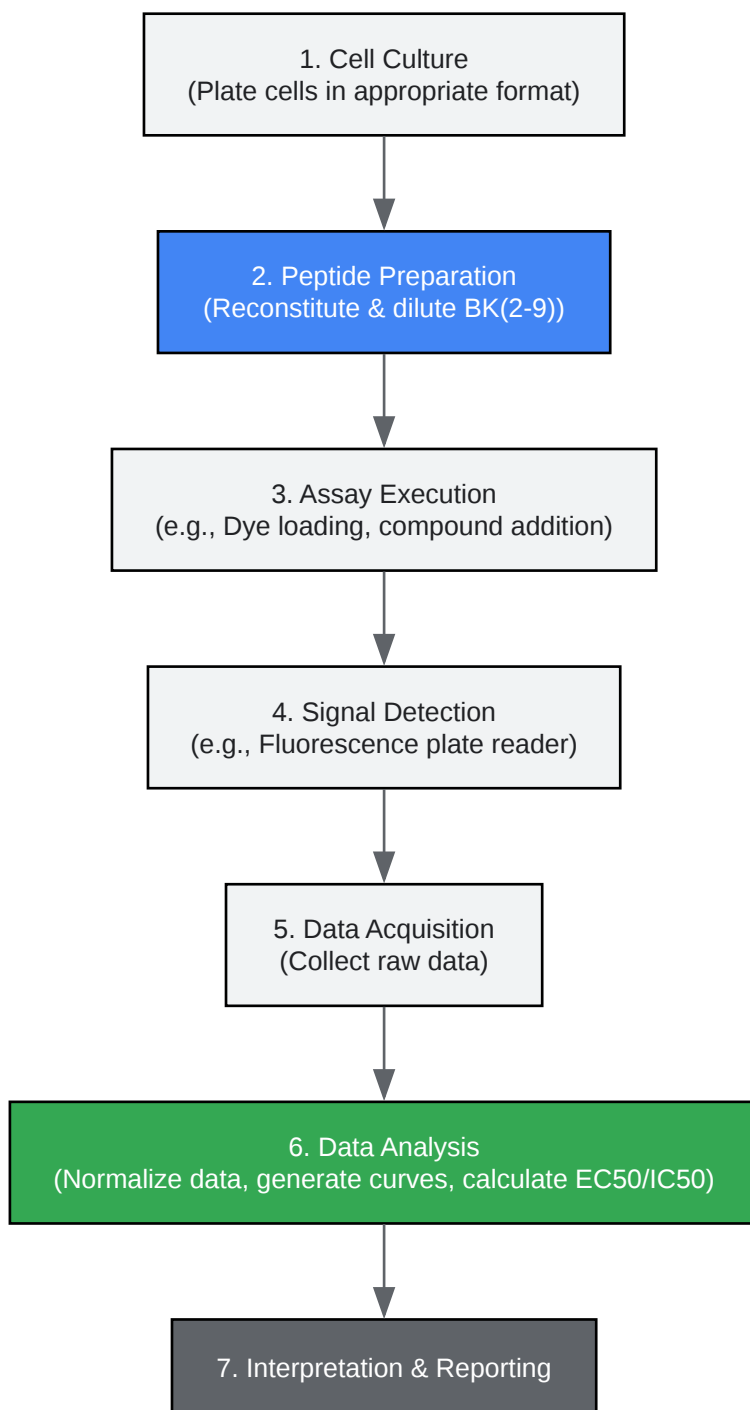 1. Cell Culture
(Plate cells in appropriate format)
2. Peptide Preparation
(Reconstitute & dilute BK(2-9))
3. Assay Execution
(e.g., Dye loading, compound addition)
4. Signal Detection
(e.g., Fluorescence plate reader)
5. Data Acquisition
(Collect raw data)
6. Data Analysis
(Normalize data, generate curves, calculate EC50/IC50)
7. Interpretation & Reporting